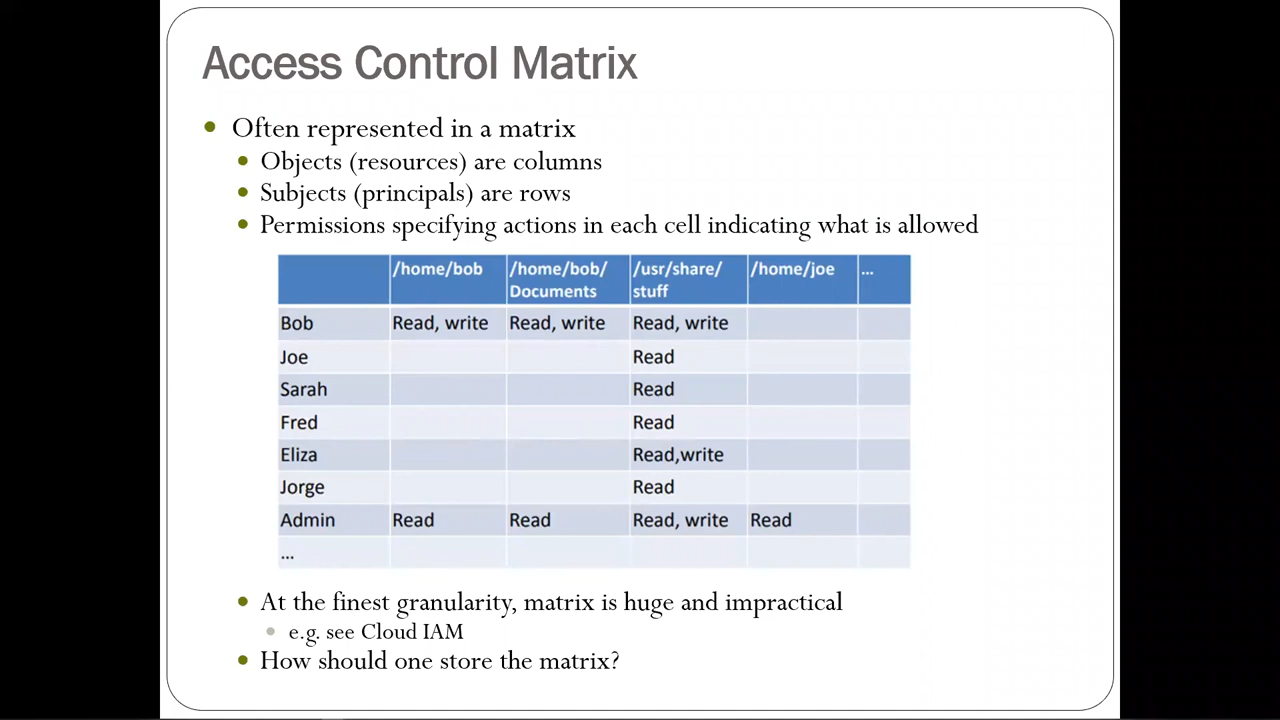 Access Control Matrix
Often represented in a matrix
Objects (resources) are columns
Subjects (principals) are rows
Permissions specifying actions in each cell indicating what is allowed
/home/bob /home/bob/ /usr/share/ /home/joe ...
Documents stuff
Bob Read, write Read, write Read, write
Joe Read
Sarah Read
Fred Read
Eliza Read,write
Jorge Read
Admin Read Read Read, write Read
...
At the finest granularity, matrix is huge and impractical
e.g. see Cloud IAM
How should one store the matrix?